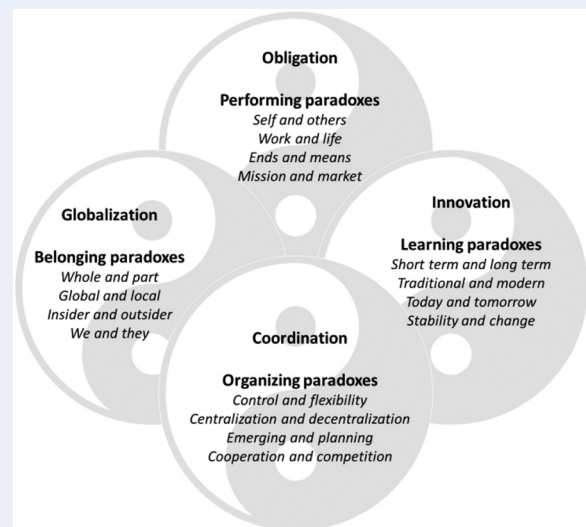 Obligation
Performing paradoxes
Self and others
Work and life
Ends and means
Mission and market
Globalization
Belonging paradoxes
Whole and part
Global and local
Insider and outsider
We and they
Innovation
Learning paradoxes
Short term and long term
Traditional and modern
Today and tomorrow
Stability and change
Coordination
Organizing paradoxes
Control and flexibility
Centralization and decentralization
Emerging and planning
Cooperation and competition